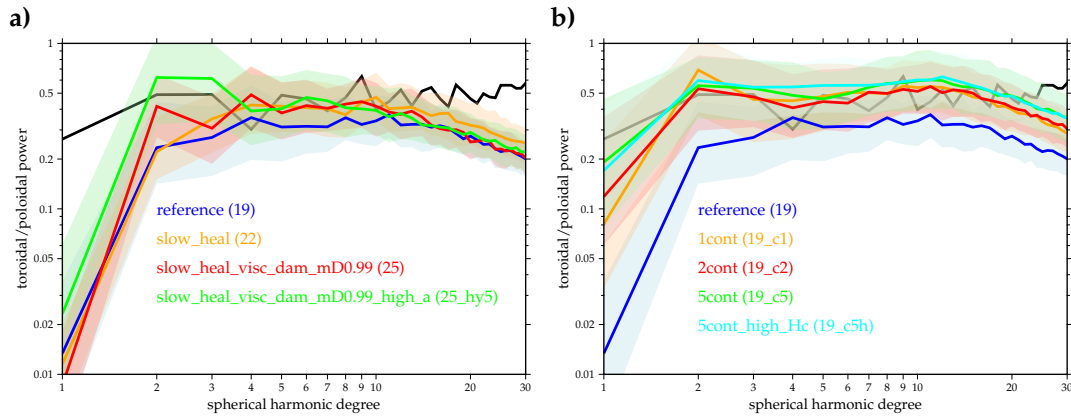 a)
toroidal/poloidal power
1
0.5
0.2
0.1
0.05
0.02
0.01
reference (19)
slow_heal (22)
slow_heal_visc_dam_mD0.99 (25)
slow_heal_visc_dam_mD0.99_high_a (25_hy5)
1 2 3 4 5 6 7 8 9 10 20 30
spherical harmonic degree
b)
toroidal/poloidal power
1
0.5
0.2
0.1
0.05
0.02
0.01
reference (19)
1cont (19_c1)
2cont (19_c2)
5cont (19_c5)
5cont_high_Hc (19_c5h)
1 2 3 4 5 6 7 8 9 10 20 30
spherical harmonic degree